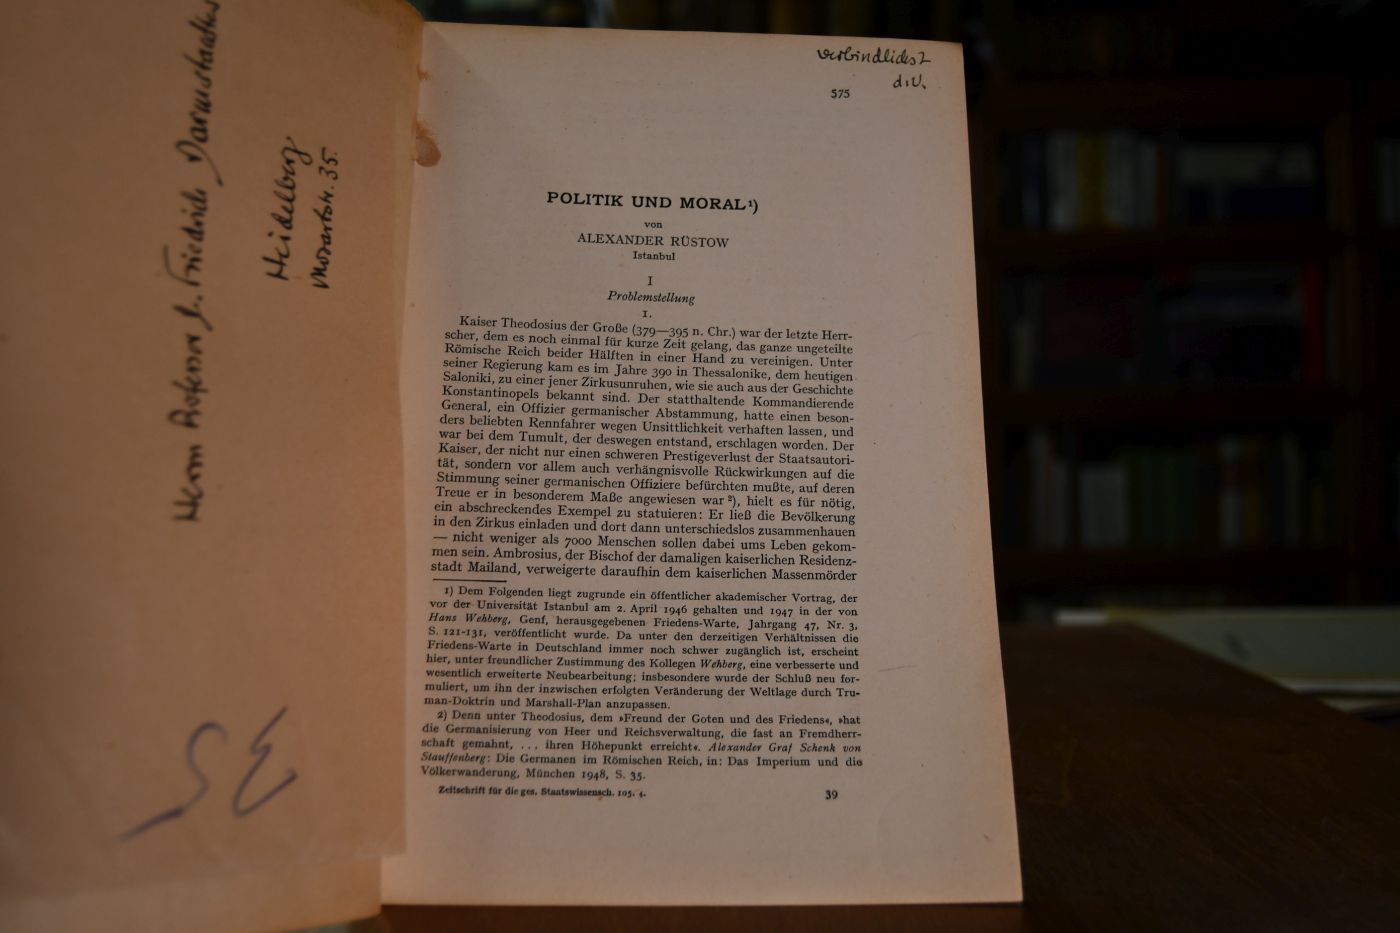 Herrn Professor Dr. Friedrich Darmstaedter
Heidelberg
Mozartstr. 35.
verbindlichst
d. V.
575
POLITIK UND MORAL¹)
von
ALEXANDER RÜSTOW
Istanbul
I
Problemstellung
1.
Kaiser Theodosius der Große (379—395 n. Chr.) war der letzte Herr-
scher, dem es noch einmal für kurze Zeit gelang, das ganze ungeteilte
Römische Reich beider Hälften in einer Hand zu vereinigen. Unter
seiner Regierung kam es im Jahre 390 in Thessalonike, dem heutigen
Saloniki, zu einer jener Zirkusunruhen, wie sie auch aus der Geschichte
Konstantinopels bekannt sind. Der statthaltende Kommandierende
General, ein Offizier germanischer Abstammung, hatte einen beson-
ders beliebten Rennfahrer wegen Unsittlichkeit verhaften lassen, und
war bei dem Tumult, der deswegen entstand, erschlagen worden. Der
Kaiser, der nicht nur einen schweren Prestigeverlust der Staatsautori-
tät, sondern vor allem auch verhängnisvolle Rückwirkungen auf die
Stimmung seiner germanischen Offiziere befürchten mußte, auf deren
Treue er in besonderem Maße angewiesen war ²), hielt es für nötig,
ein abschreckendes Exempel zu statuieren: Er ließ die Bevölkerung
in den Zirkus einladen und dort dann unterschiedslos zusammenhauen
— nicht weniger als 7000 Menschen sollen dabei ums Leben gekom-
men sein. Ambrosius, der Bischof der damaligen kaiserlichen Residenz-
stadt Mailand, verweigerte daraufhin dem kaiserlichen Massenmörder
1) Dem Folgenden liegt zugrunde ein öffentlicher akademischer Vortrag, der
vor der Universität Istanbul am 2. April 1946 gehalten und 1947 in der von
Hans Wehberg, Genf, herausgegebenen Friedens-Warte, Jahrgang 47, Nr. 3,
S. 121-131, veröffentlicht wurde. Da unter den derzeitigen Verhältnissen die
Friedens-Warte in Deutschland immer noch schwer zugänglich ist, erscheint
hier, unter freundlicher Zustimmung des Kollegen Wehberg, eine verbesserte und
wesentlich erweiterte Neubearbeitung; insbesondere wurde der Schluß neu for-
muliert, um ihn der inzwischen erfolgten Veränderung der Weltlage durch Tru-
man-Doktrin und Marshall-Plan anzupassen.
2) Denn unter Theodosius, dem »Freund der Goten und des Friedens«, »hat
die Germanisierung von Heer und Reichsverwaltung, die fast an Fremdherr-
schaft gemahnt, ... ihren Höhepunkt erreicht«. Alexander Graf Schenk von
Stauffenberg: Die Germanen im Römischen Reich, in: Das Imperium und die
Völkerwanderung, München 1948, S. 35.
Zeitschrift für die ges. Staatswissensch. 105. 4.
39